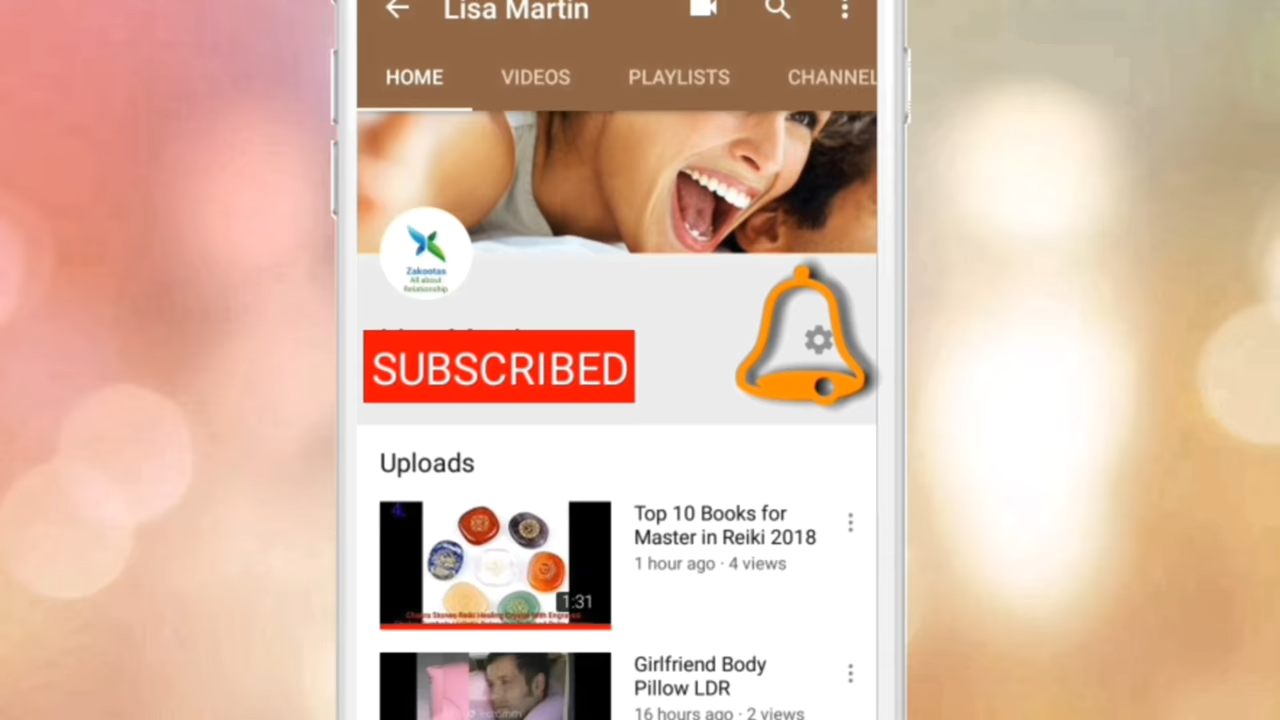 Lisa Martin
HOME VIDEOS PLAYLISTS CHANNEL
Zakootas
All about
Relationship
SUBSCRIBED
Uploads
Top 10 Books for
Master in Reiki 2018
1 hour ago · 4 views
1:31
Girlfriend Body
Pillow LDR
16 hours ago · 2 views